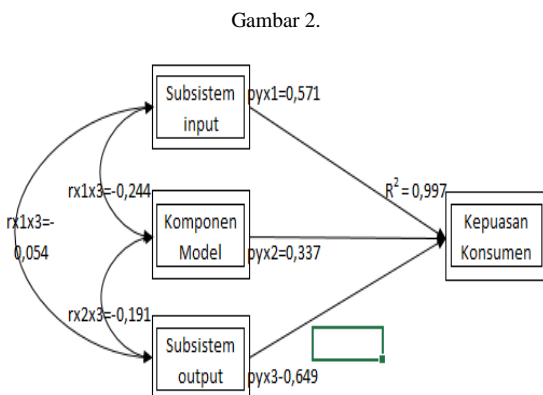 Gambar 2.
Subsistem
input
pyx1=0,571
rx1x3=-0,244
R² = 0,997
rx1x3=-
0,054
Komponen
Model
pyx2=0,337
Kepuasan
Konsumen
rx2x3=-0,191
Subsistem
output
pyx3-0,649